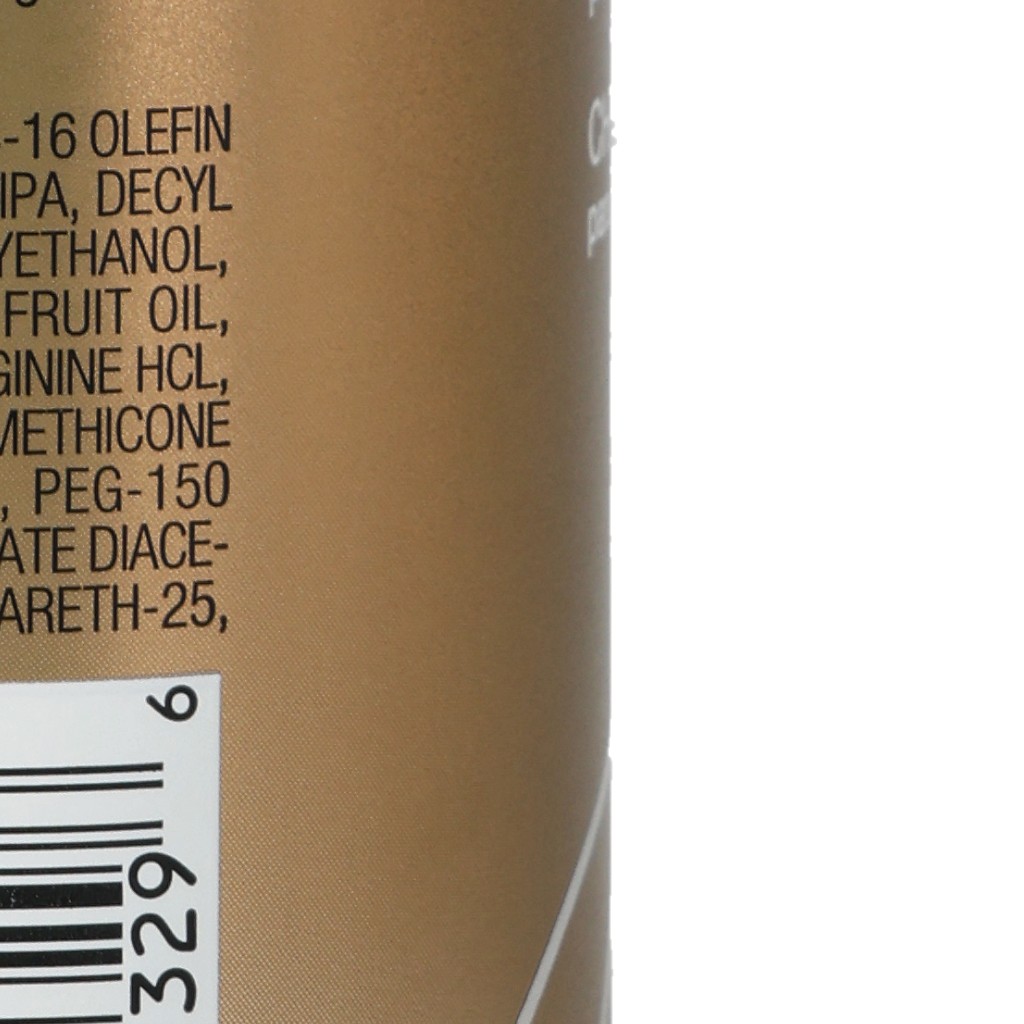 -16 OLEFIN
IPA, DECYL
YETHANOL,
FRUIT OIL,
GININE HCL,
METHICONE
, PEG-150
ATE DIACE-
ARETH-25,
6
329